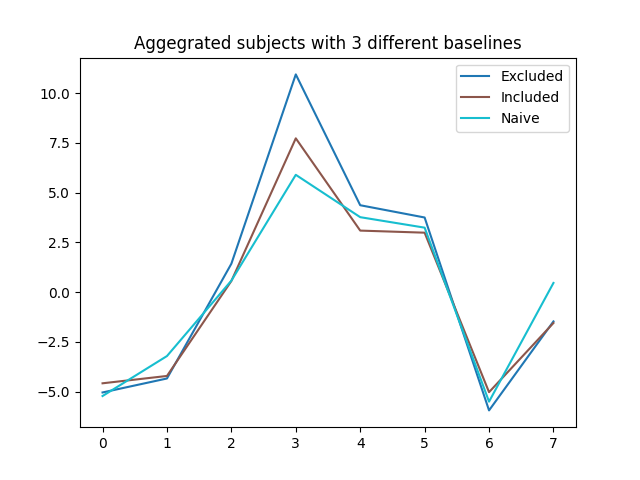 Aggegrated subjects with 3 different baselines
Excluded
Included
Naive
10.0
7.5
5.0
2.5
0.0
−2.5
−5.0
0 1 2 3 4 5 6 7